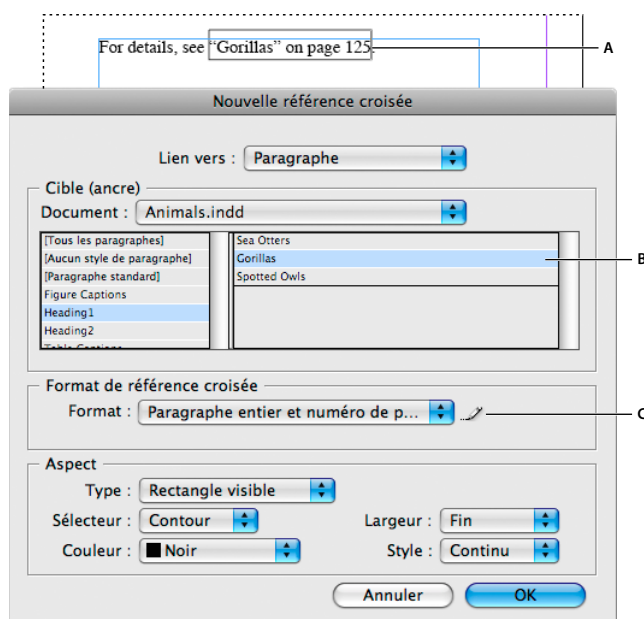 For details, see “Gorillas” on page 125.
A
Nouvelle référence croisée
Lien vers : Paragraphe
Cible (ancre)
Document : Animals.indd
[Tous les paragraphes]
[Aucun style de paragraphe]
[Paragraphe standard]
Figure Captions
Heading1
Heading2
Table Captions
Sea Otters
Gorillas
Spotted Owls
B
Format de référence croisée
Format : Paragraphe entier et numéro de p...
C
Aspect
Type : Rectangle visible
Sélecteur : Contour
Largeur : Fin
Couleur : Noir
Style : Continu
Annuler
OK